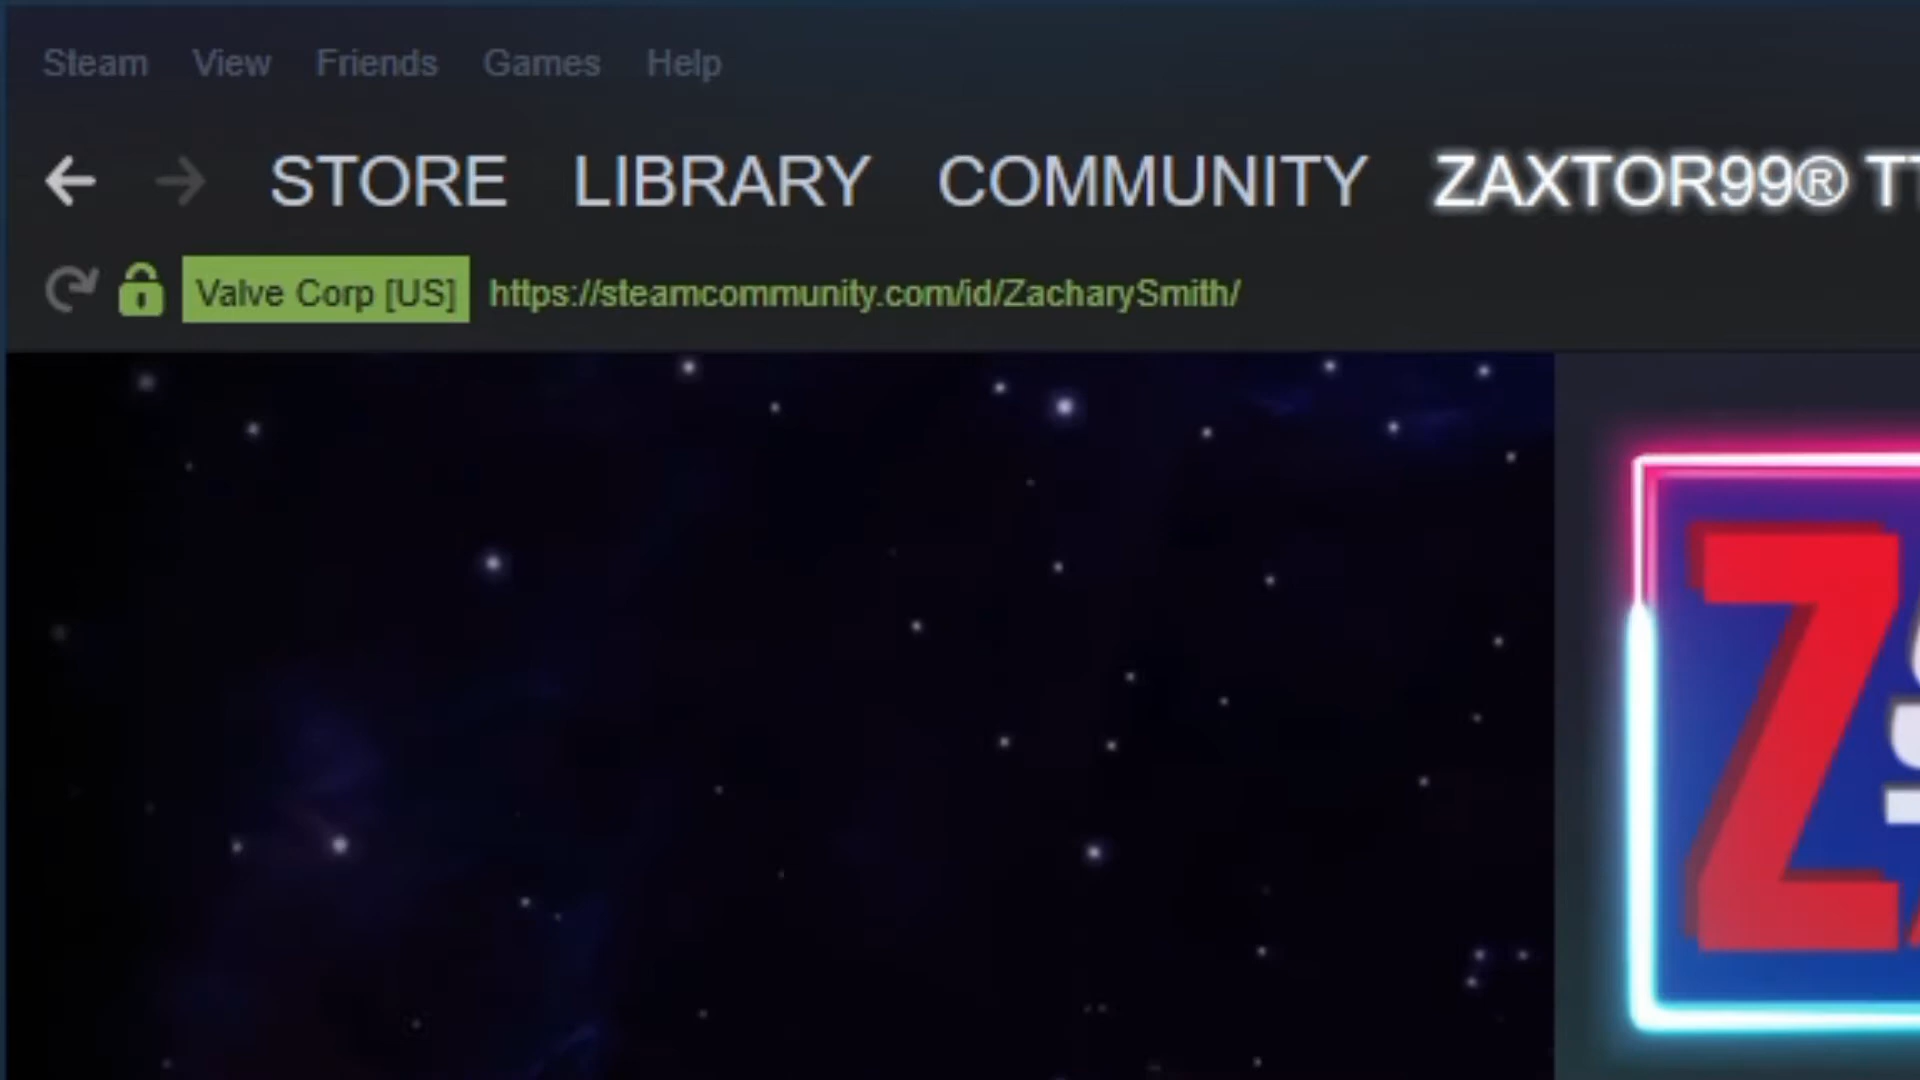 Steam View Friends Games Help
STORE LIBRARY COMMUNITY ZAXTOR99®
Valve Corp [US] https://steamcommunity.com/id/ZacharySmith/
Z